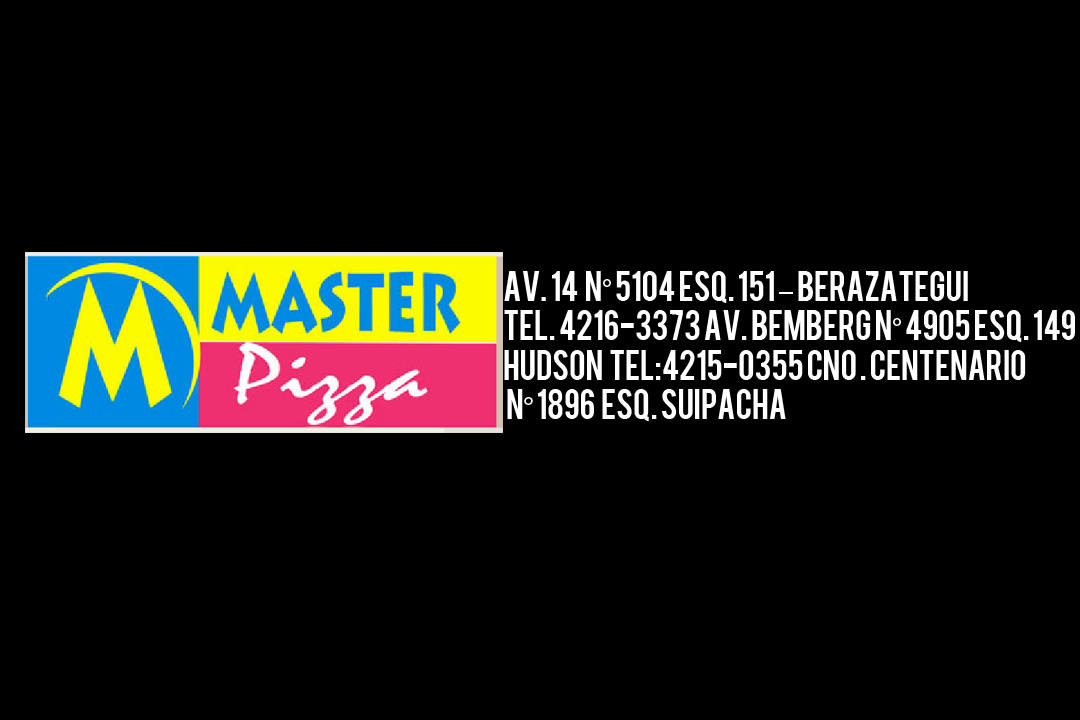 M
MASTER
Pizza
AV. 14 N° 5104 ESQ. 151 – BERAZATEGUI
TEL. 4216-3373 AV. BEMBERG N° 4905 ESQ. 149
HUDSON TEL:4215-0355 CNO. CENTENARIO
N° 1896 ESQ. SUIPACHA